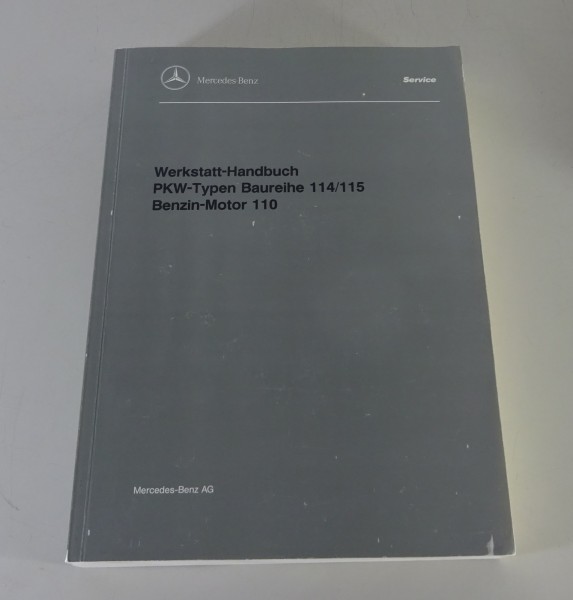 Mercedes Benz
Service
Werkstatt-Handbuch
PKW-Typen Baureihe 114/115
Benzin-Motor 110
Mercedes-Benz AG